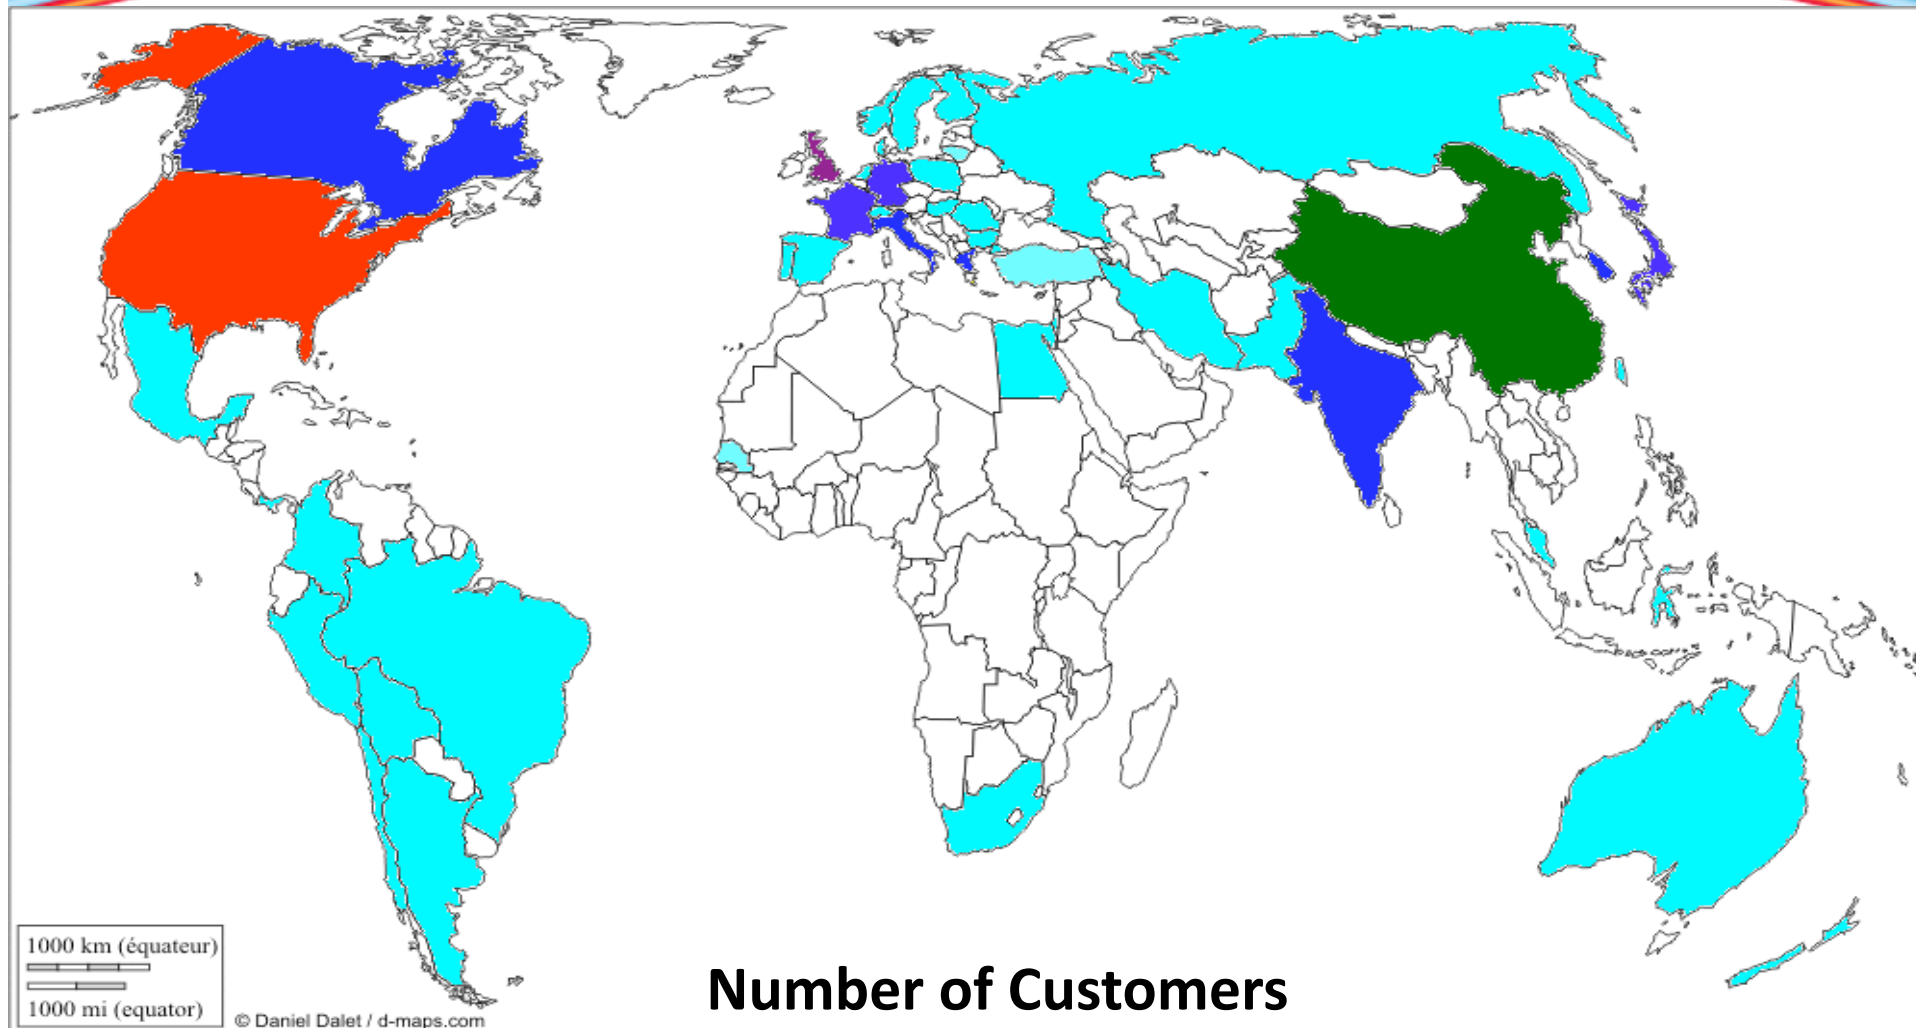 1000 km (équateur)
1000 mi (equator)
© Daniel Dalet / d-maps.com
Number of Customers